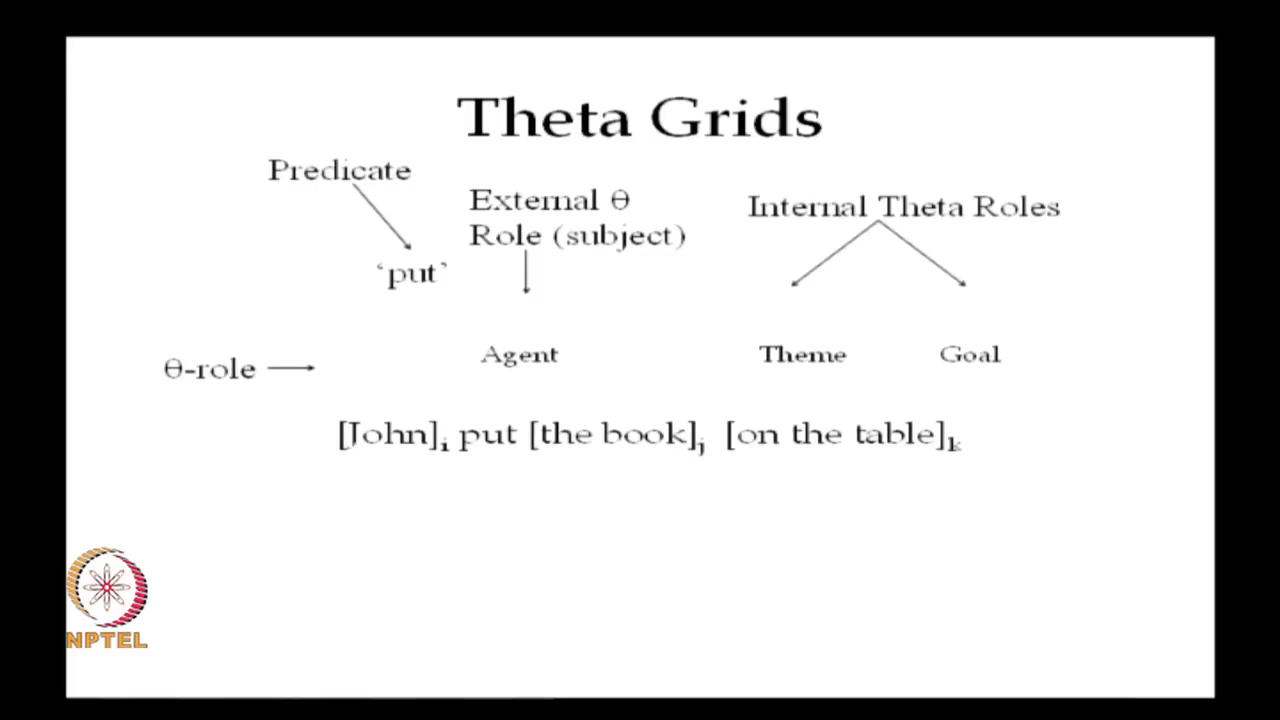 Theta Grids
Predicate
External θ
Role (subject)
Internal Theta Roles
‘put’
Agent
Theme
Goal
θ-role
[John]i put [the book]j [on the table]k
NPTEL